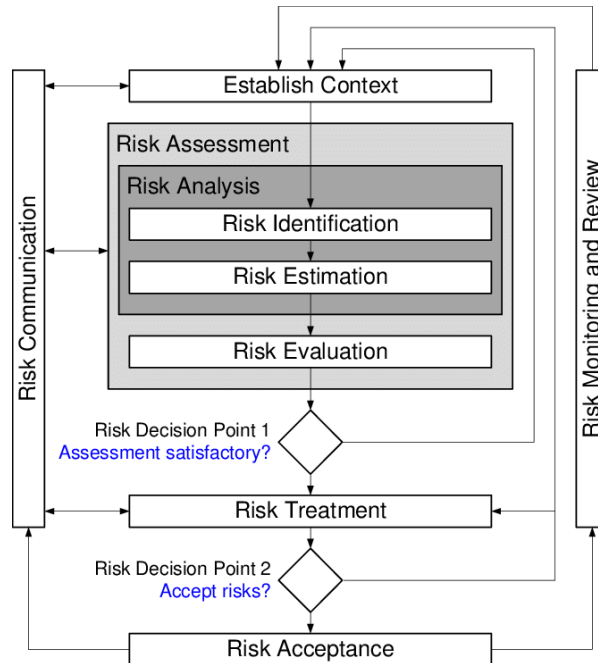 Establish Context
Risk Assessment
Risk Analysis
Risk Identification
Risk Estimation
Risk Evaluation
Risk Decision Point 1
Assessment satisfactory?
Risk Treatment
Risk Decision Point 2
Accept risks?
Risk Acceptance
Risk Communication
Risk Monitoring and Review